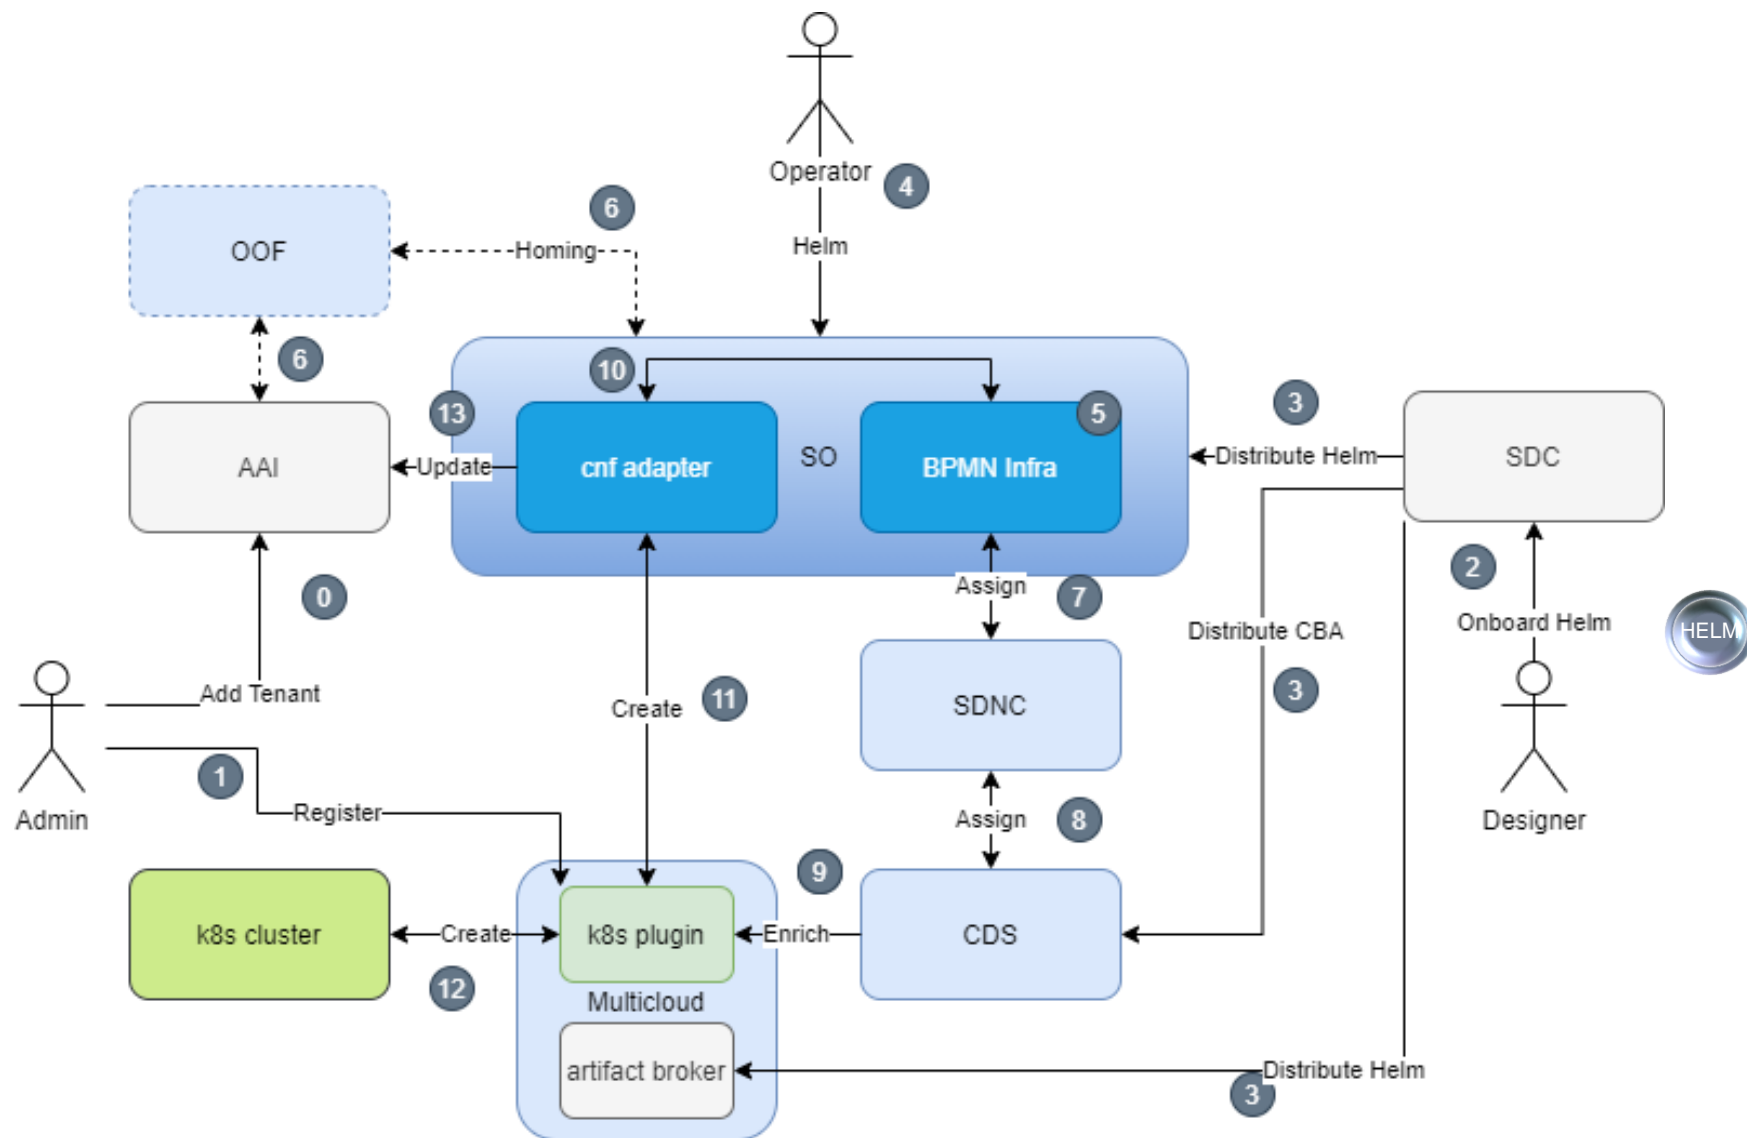 Operator
4
Helm
6
Homing
OOF
6
10
13
5
3
AAI
Update
cnf adapter
SO
BPMN Infra
Distribute Helm
SDC
0
Assign
7
2
Onboard Helm
HELM
Distribute CBA
3
Add Tenant
Create
11
SDNC
1
Admin
Register
Assign
8
Designer
9
k8s cluster
Create
k8s plugin
Enrich
CDS
12
Multicloud
artifact broker
Distribute Helm
3